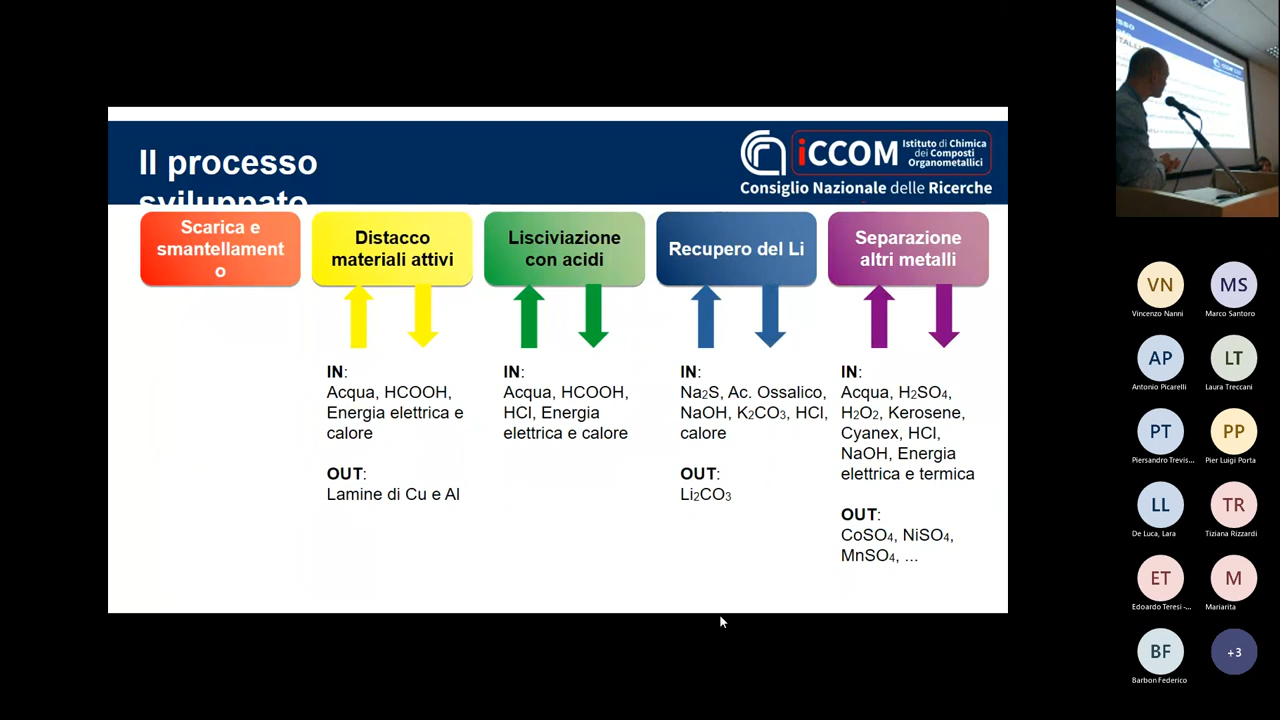 Il processo
sviluppato
iCCOM
Istituto di Chimica
dei Composti
Organometallici
Consiglio Nazionale delle Ricerche
Scarica e
smantellament
o
Distacco
materiali attivi
Lisciviazione
con acidi
Recupero del Li
Separazione
altri metalli
IN:
Acqua, HCOOH,
Energia elettrica e
calore
OUT:
Lamine di Cu e Al
IN:
Acqua, HCOOH,
HCl, Energia
elettrica e calore
IN:
Na2S, Ac. Ossalico,
NaOH, K2CO3, HCl,
calore
OUT:
Li2CO3
IN:
Acqua, H2SO4,
H2O2, Kerosene,
Cyanex, HCl,
NaOH, Energia
elettrica e termica
OUT:
CoSO4, NiSO4,
MnSO4, ...
VN
Vincenzo Nanni
MS
Marco Santoro
AP
Antonio Picarelli
LT
Laura Treccani
PT
Piersandro Trevis...
PP
Pier Luigi Porta
LL
De Luca, Lara
TR
Tiziana Rizzardi
ET
Edoardo Teresi -...
M
Mariarita
BF
Barbon Federico
+3